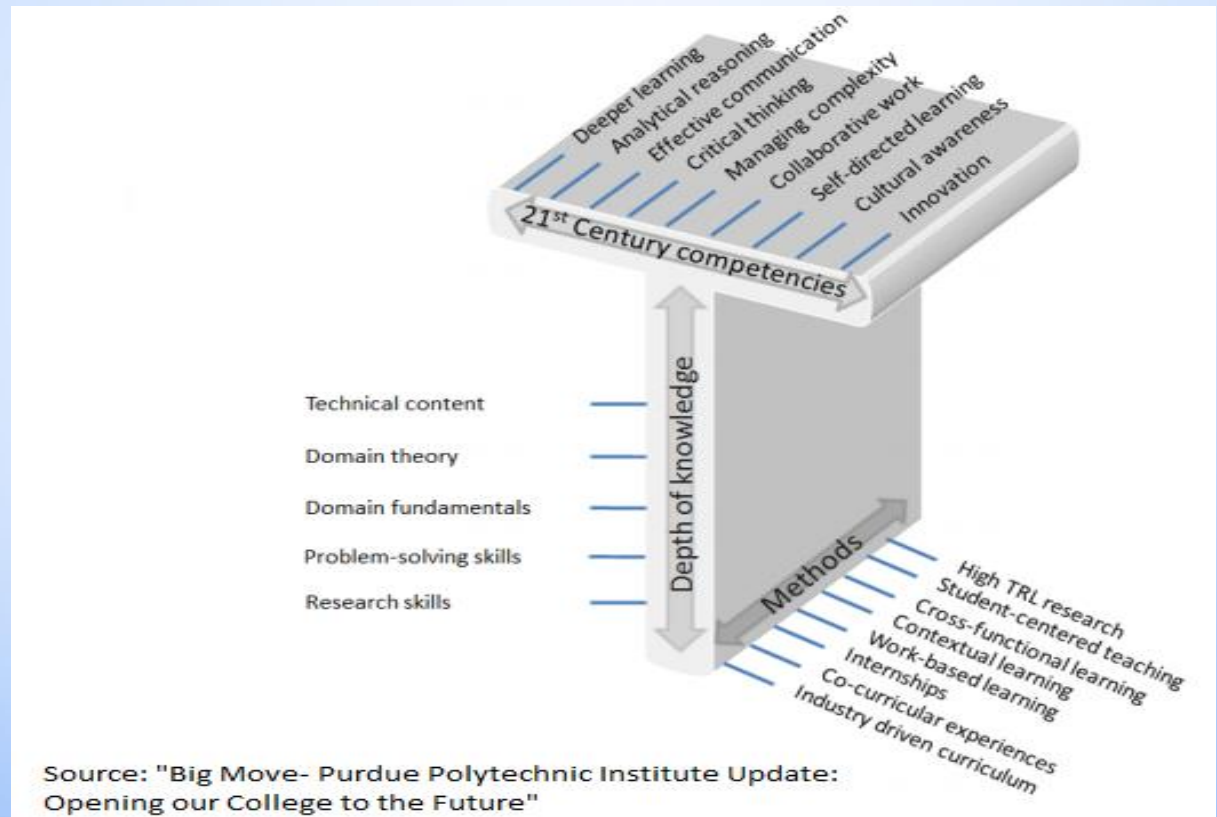 Deeper learning
Analytical reasoning
Effective communication
Critical thinking
Managing complexity
Collaborative work
Self-directed learning
Cultural awareness
Innovation
21st Century competencies
Depth of knowledge
Technical content
Domain theory
Domain fundamentals
Problem-solving skills
Research skills
Methods
High TRL research
Student-centered teaching
Cross-functional learning
Contextual learning
Work-based learning
Internships
Co-curricular experiences
Industry driven curriculum
Source: "Big Move- Purdue Polytechnic Institute Update:
Opening our College to the Future"